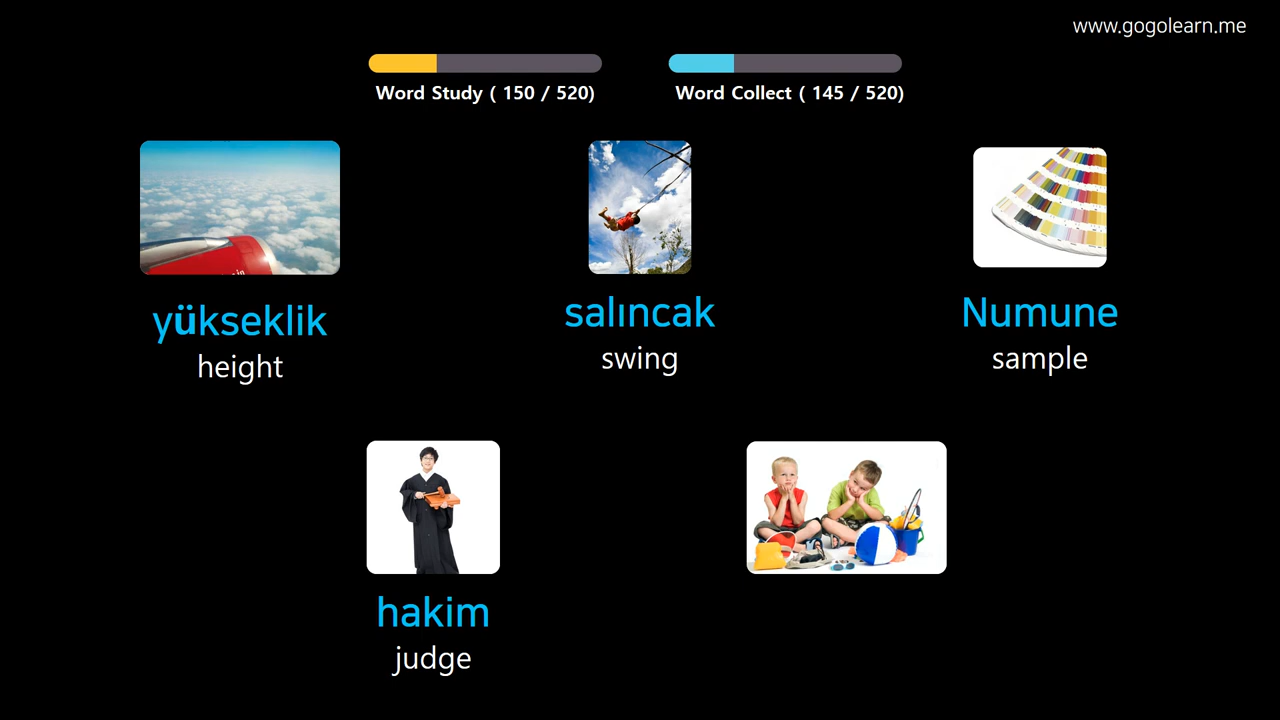 www.gogolearn.me
Word Study ( 150 / 520)
Word Collect ( 145 / 520)
yükseklik
height
salıncak
swing
Numune
sample
hakim
judge